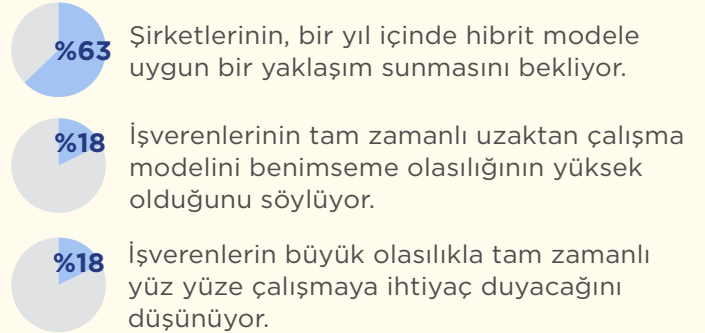 %63
Şirketlerinin, bir yıl içinde hibrit modele
uygun bir yaklaşım sunmasını bekliyor.
%18
İşverenlerinin tam zamanlı uzaktan çalışma
modelini benimseme olasılığının yüksek
olduğunu söylüyor.
%18
İşverenlerin büyük olasılıkla tam zamanlı
yüz yüze çalışmaya ihtiyaç duyacağını
düşünüyor.